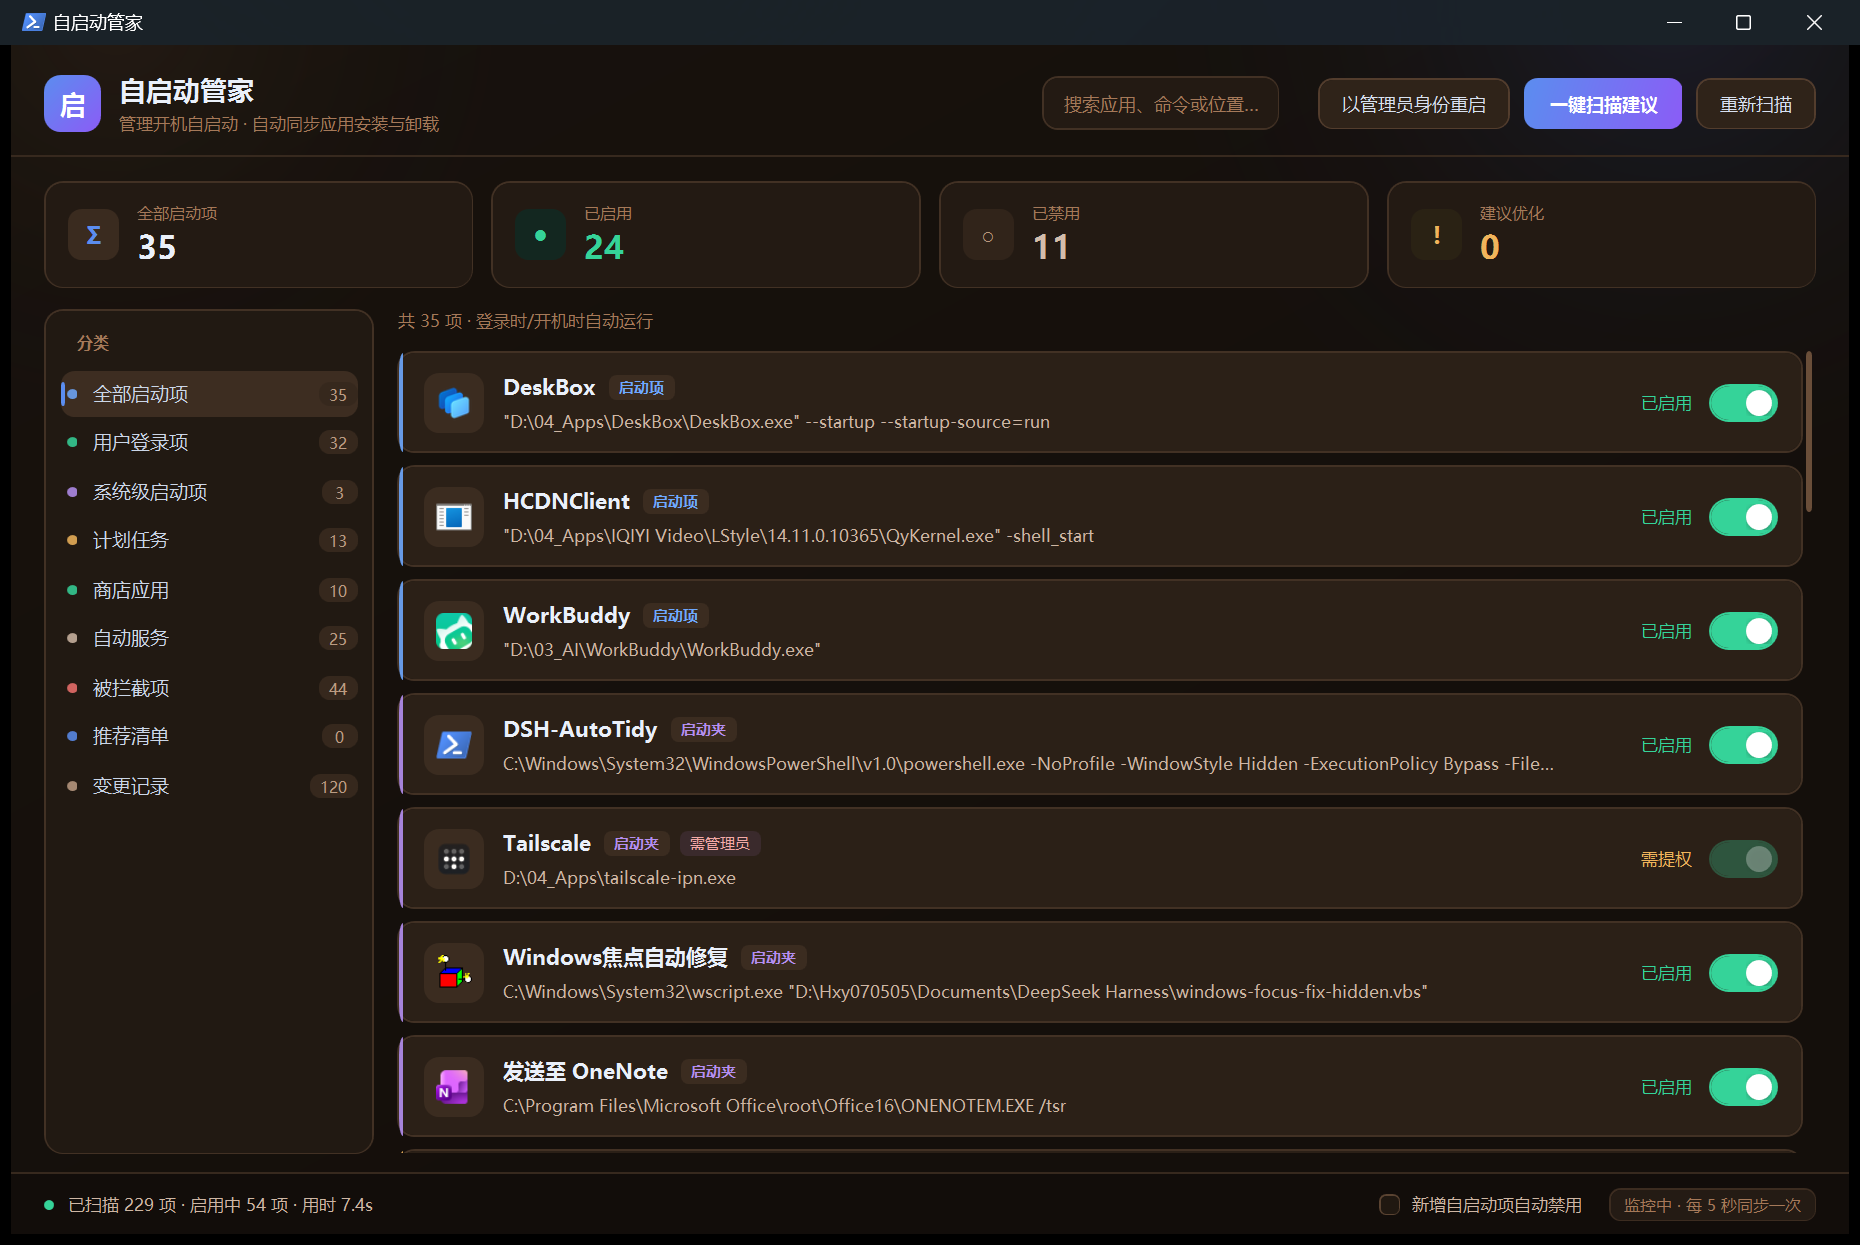 自启动管家
启
自启动管家
管理开机自启动 · 自动同步应用安装与卸载
搜索应用、命令或位置...
以管理员身份重启
一键扫描建议
重新扫描
Σ
全部启动项
35
已启用
24
已禁用
11
!
建议优化
0
分类
全部启动项 35
用户登录项 32
系统级启动项 3
计划任务 13
商店应用 10
自动服务 25
被拦截项 44
推荐清单 0
变更记录 120
共 35 项 · 登录时/开机时自动运行
DeskBox 启动项
"D:\04_Apps\DeskBox\DeskBox.exe" --startup --startup-source=run
已启用
HCDNClient 启动项
"D:\04_Apps\IQIYI Video\LStyle\14.11.0.10365\QyKernel.exe" -shell_start
已启用
WorkBuddy 启动项
"D:\03_AI\WorkBuddy\WorkBuddy.exe"
已启用
DSH-AutoTidy 启动夹
C:\Windows\System32\WindowsPowerShell\v1.0\powershell.exe -NoProfile -WindowStyle Hidden -ExecutionPolicy Bypass -File...
已启用
Tailscale 启动夹 需管理员
D:\04_Apps\tailscale-ipn.exe
需提权
Windows焦点自动修复 启动夹
C:\Windows\System32\wscript.exe "D:\Hxy070505\Documents\DeepSeek Harness\windows-focus-fix-hidden.vbs"
已启用
N
发送至 OneNote 启动夹
C:\Program Files\Microsoft Office\root\Office16\ONENOTEM.EXE /tsr
已启用
已扫描 229 项 · 启用中 54 项 · 用时 7.4s
新增自启动项自动禁用
监控中 · 每 5 秒同步一次